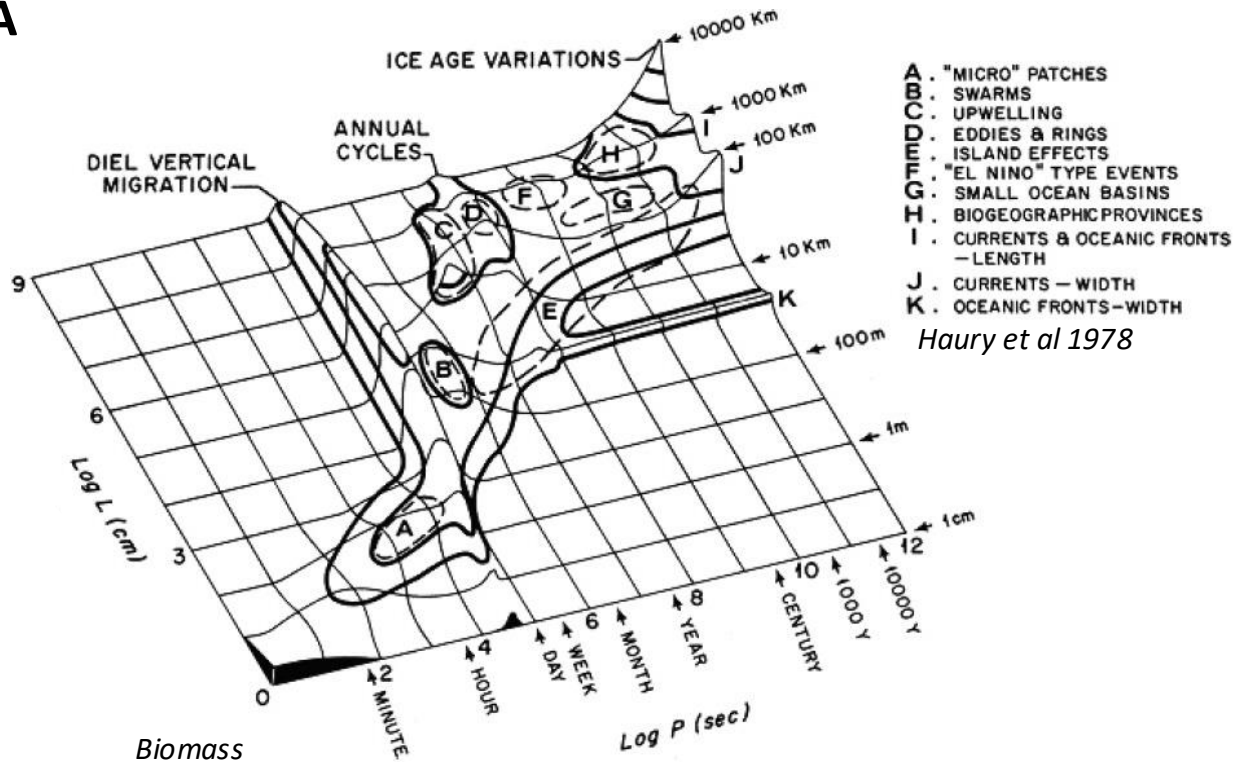 A
ICE AGE VARIATIONS
10000 Km
1000 Km
100 Km
10 Km
100m
1m
1cm
ANNUAL
CYCLES
DIEL VERTICAL
MIGRATION
A
B
C
D
E
F
G
H
I
J
K
A. "MICRO" PATCHES
B. SWARMS
C. UPWELLING
D. EDDIES & RINGS
E. ISLAND EFFECTS
F. "EL NINO" TYPE EVENTS
G. SMALL OCEAN BASINS
H. BIOGEOGRAPHIC PROVINCES
I. CURRENTS & OCEANIC FRONTS
–LENGTH
J. CURRENTS – WIDTH
K. OCEANIC FRONTS–WIDTH
Haury et al 1978
9
6
3
0
Log L (cm)
2
4
6
8
10
12
MINUTE
HOUR
DAY
WEEK
MONTH
YEAR
CENTURY
1000 Y
10000 Y
Log P (sec)
Biomass